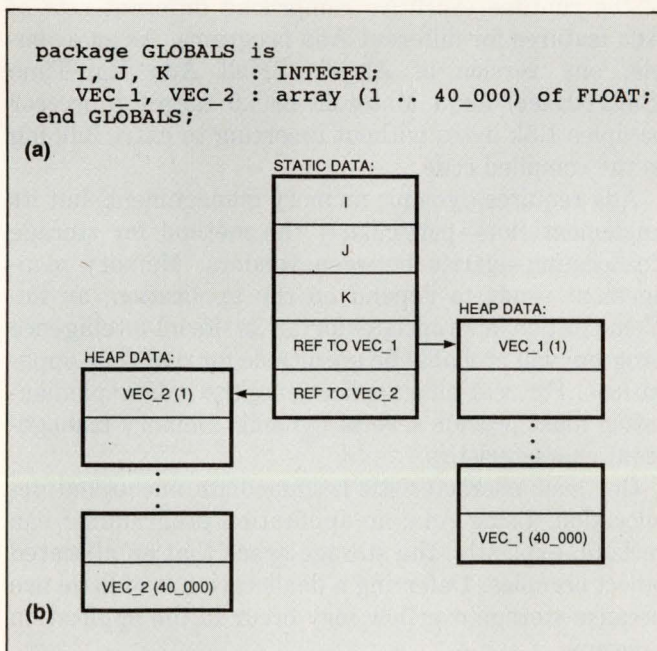 package GLOBALS is
I, J, K : INTEGER;
VEC_1, VEC_2 : array (1 .. 40_000) of FLOAT;
end GLOBALS;
(a)
STATIC DATA:
I
J
K
REF TO VEC_1
REF TO VEC_2
HEAP DATA:
VEC_1 (1)
VEC_1 (40_000)
HEAP DATA:
VEC_2 (1)
VEC_2 (40_000)
(b)